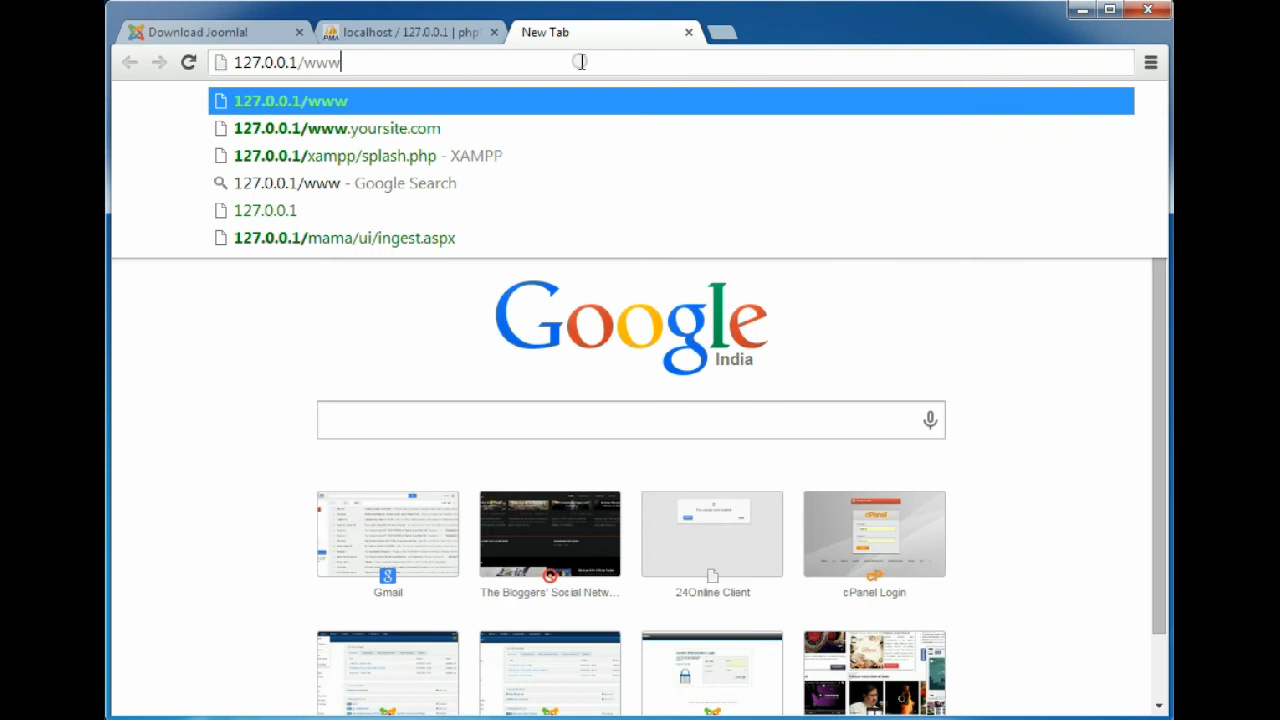 Download Joomla!
localhost / 127.0.0.1 | php
New Tab
127.0.0.1/www
127.0.0.1/www
127.0.0.1/www.yoursite.com
127.0.0.1/xampp/splash.php - XAMPP
127.0.0.1/www - Google Search
127.0.0.1
127.0.0.1/mama/ui/ingest.aspx
Google
India
cPanel
Gmail
The Bloggers' Social Netw...
24Online Client
cPanel Login